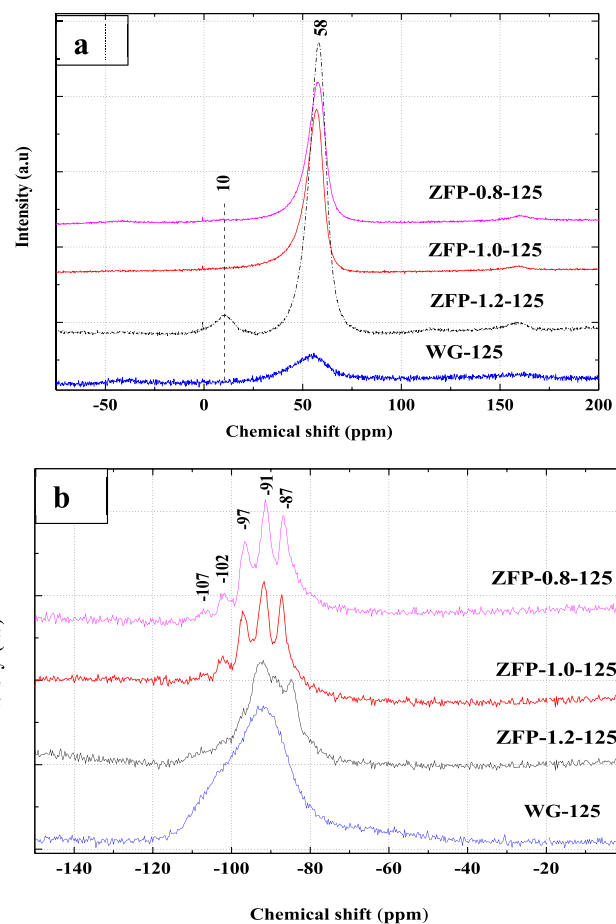 a
58
10
Intensity (a.u)
ZFP-0.8-125
ZFP-1.0-125
ZFP-1.2-125
WG-125
-50 0 50 100 150 200
Chemical shift (ppm)
b
-107
-102
-97
-91
-87
ZFP-0.8-125
ZFP-1.0-125
ZFP-1.2-125
WG-125
-140 -120 -100 -80 -60 -40 -20
Chemical shift (ppm)